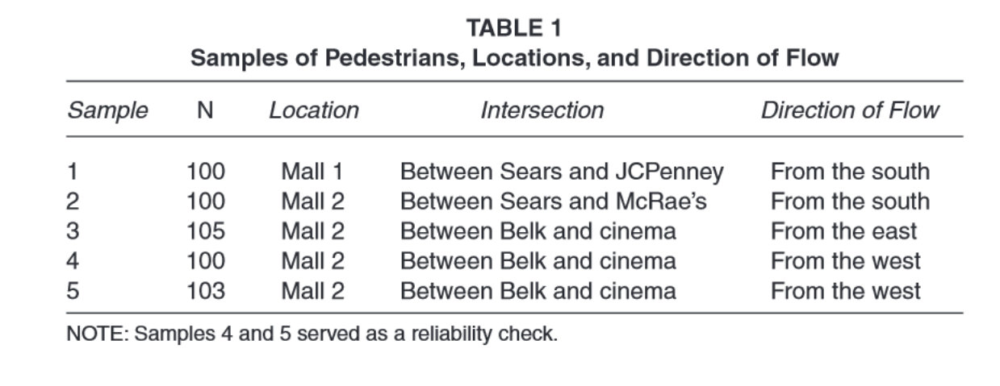 TABLE 1
Samples of Pedestrians, Locations, and Direction of Flow
Sample N Location Intersection Direction of Flow
1 100 Mall 1 Between Sears and JCPenney From the south
2 100 Mall 2 Between Sears and McRae’s From the south
3 105 Mall 2 Between Belk and cinema From the east
4 100 Mall 2 Between Belk and cinema From the west
5 103 Mall 2 Between Belk and cinema From the west
NOTE: Samples 4 and 5 served as a reliability check.